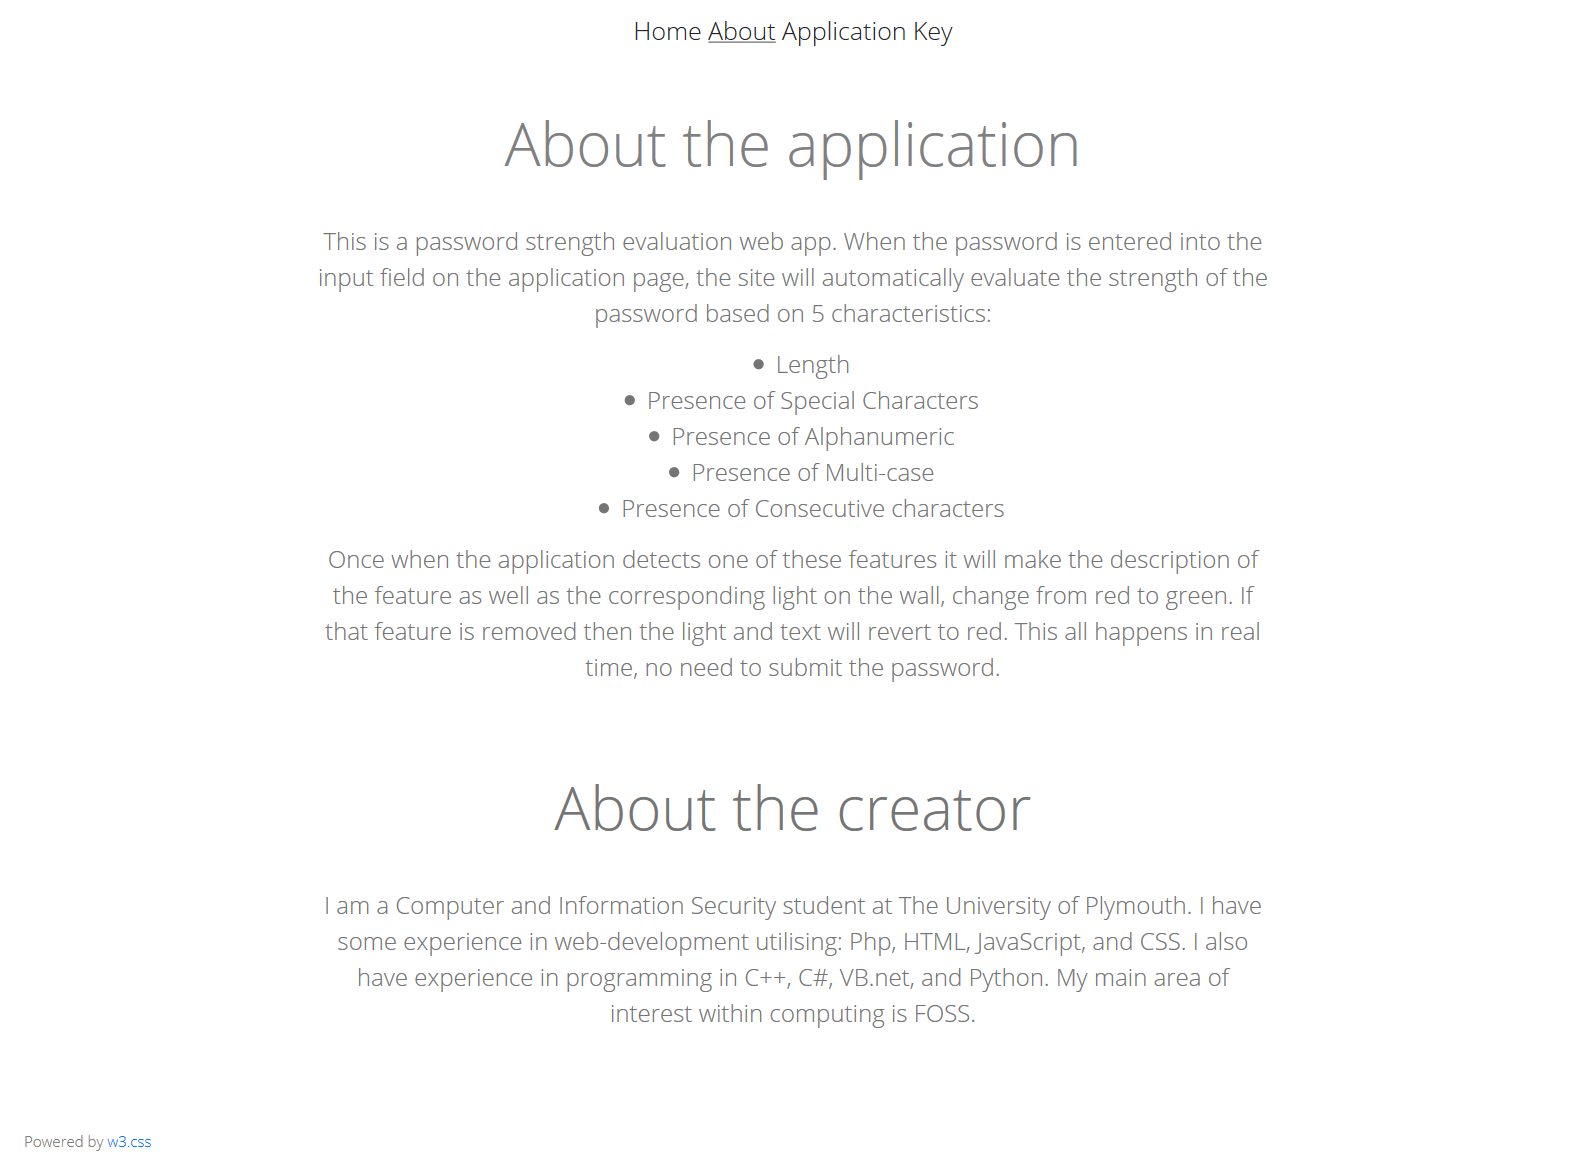 Home About Application Key
About the application
This is a password strength evaluation web app. When the password is entered into the
input field on the application page, the site will automatically evaluate the strength of the
password based on 5 characteristics:
• Length
• Presence of Special Characters
• Presence of Alphanumeric
• Presence of Multi-case
• Presence of Consecutive characters
Once when the application detects one of these features it will make the description of
the feature as well as the corresponding light on the wall, change from red to green. If
that feature is removed then the light and text will revert to red. This all happens in real
time, no need to submit the password.
About the creator
I am a Computer and Information Security student at The University of Plymouth. I have
some experience in web-development utilising: Php, HTML, JavaScript, and CSS. I also
have experience in programming in C++, C#, VB.net, and Python. My main area of
interest within computing is FOSS.
Powered by w3.css